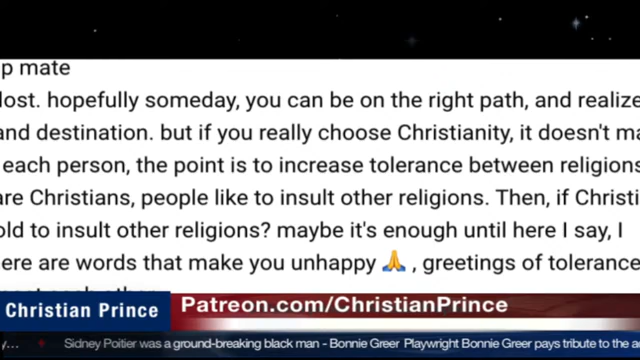 p mate
lost. hopefully someday, you can be on the right path, and realize
and destination. but if you really choose Christianity, it doesn't ma
each person, the point is to increase tolerance between religions
are Christians, people like to insult other religions. Then, if Christi
old to insult other religions? maybe it's enough until here I say, I
ere are words that make you unhappy 🙏 , greetings of tolerance
Christian Prince
Patreon.com/ChristianPrince
y... Sidney Poitier was a ground-breaking black man - Bonnie Greer Playwright Bonnie Greer pays tribute to the a